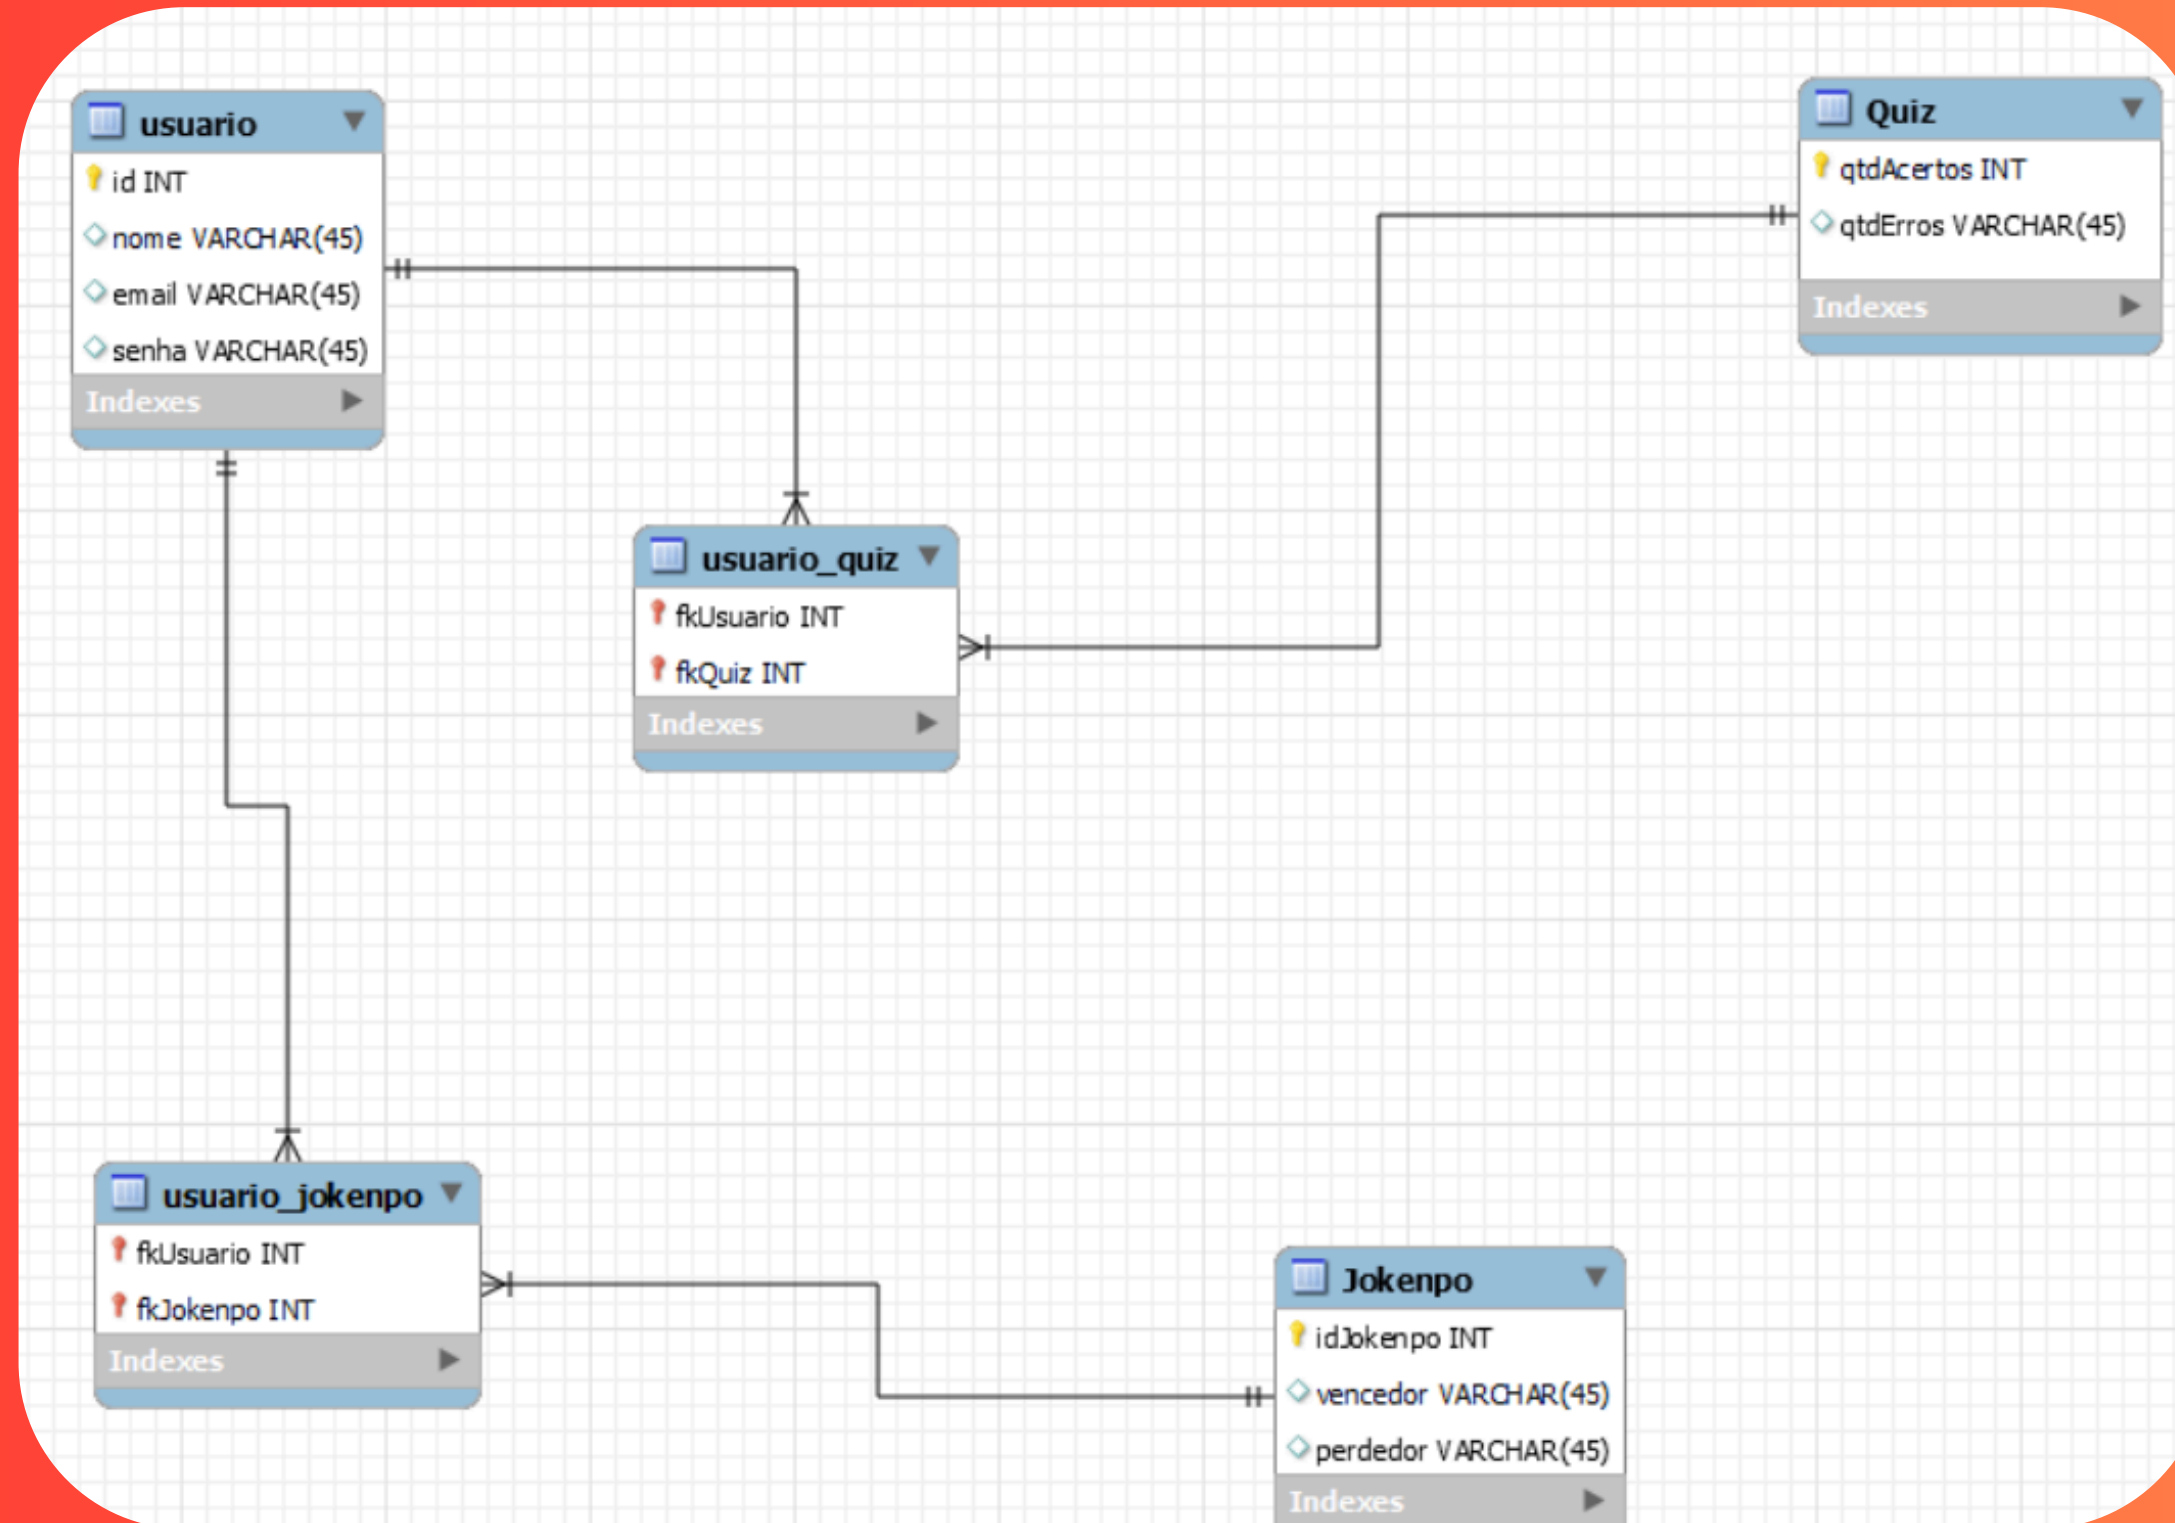 usuario
id INT
nome VARCHAR(45)
email VARCHAR(45)
senha VARCHAR(45)
Indexes
Quiz
qtdAcertos INT
qtdErros VARCHAR(45)
Indexes
usuario_quiz
fkUsuario INT
fkQuiz INT
Indexes
usuario_jokenpo
fkUsuario INT
fkJokenpo INT
Indexes
Jokenpo
idJokenpo INT
vencedor VARCHAR(45)
perdedor VARCHAR(45)
Indexes